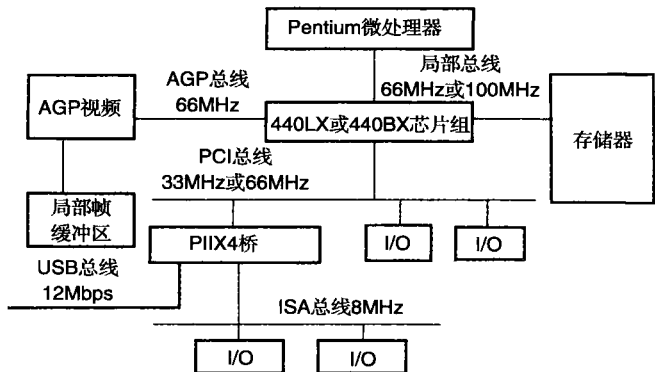 Pentium微处理器
AGP总线
66MHz
局部总线
66MHz或100MHz
AGP视频
440LX或440BX芯片组
存储器
PCI总线
33MHz或66MHz
局部帧
缓冲区
PIIX4桥
I/O
I/O
USB总线
12Mbps
ISA总线8MHz
I/O
I/O